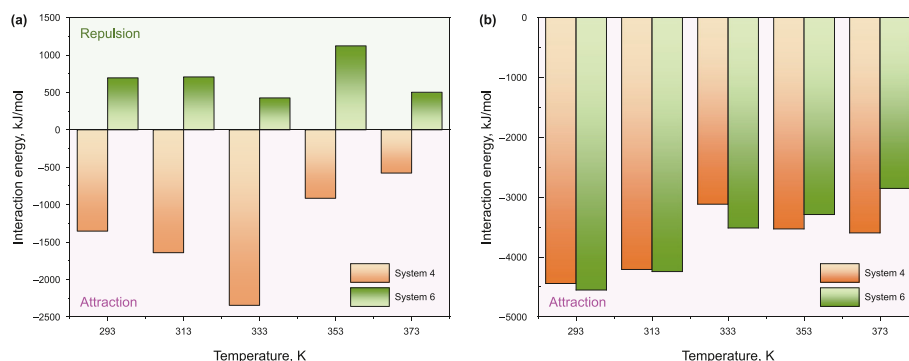 (a)
1500
1000
500
0
–500
–1000
–1500
–2000
–2500
Interaction energy, kJ/mol
Repulsion
Attraction
System 4
System 6
293 313 333 353 373
Temperature, K
(b)
0
–1000
–2000
–3000
–4000
–5000
Interaction energy, kJ/mol
Attraction
System 4
System 6
293 313 333 353 373
Temperature, K